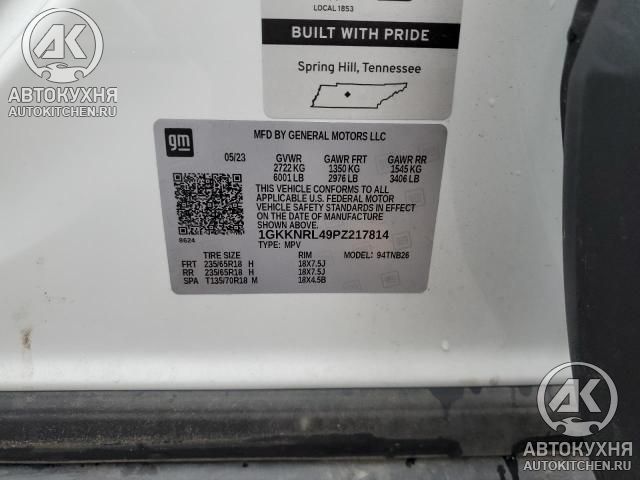 LOCAL 1853
BUILT WITH PRIDE
Spring Hill, Tennessee
AK
АВТОКУХНЯ
AUTOKITCHEN.RU
gm
MFD BY GENERAL MOTORS LLC
05/23 GVWR GAWR FRT GAWR RR
2722 KG 1350 KG 1545 KG
6001 LB 2976 LB 3406 LB
THIS VEHICLE CONFORMS TO ALL APPLICABLE
U.S. FEDERAL MOTOR
VEHICLE SAFETY STANDARDS IN EFFECT
ON THE DATE OF MANUFACTURE
SHOWN ABOVE.
1GKKNRL49PZ217814
8624
TYPE: MPV MODEL: 94TNB26
TIRE SIZE RIM
FRT 235/65R18 H 18X7.5J
RR 235/65R18 H 18X7.5J
SPA T135/70R18 M 18X4.5B
AK
АВТОКУХНЯ
AUTOKITCHEN.RU